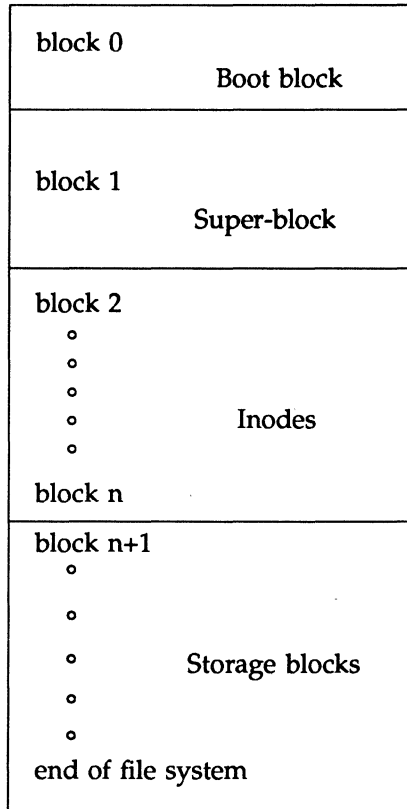 block 0
Boot block
block 1
Super-block
block 2
Inodes
block n
block n+1
Storage blocks
end of file system